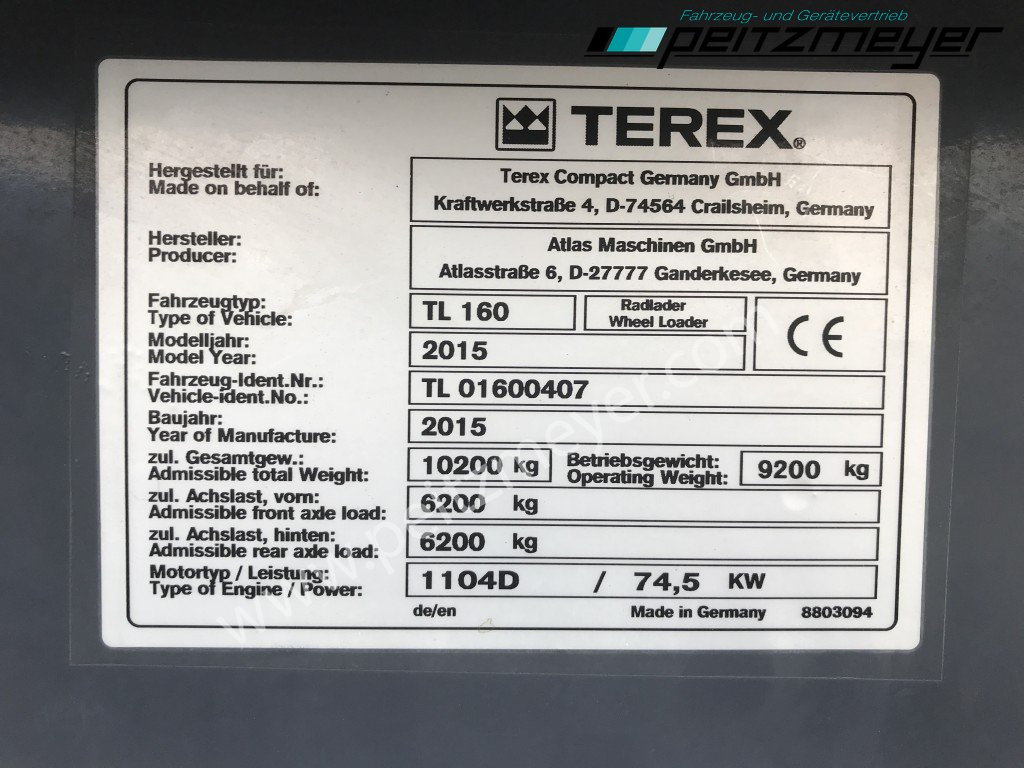 Fahrzeug- und Gerätevertrieb
peitzmeyer
TEREX®
Hergestellt für:
Made on behalf of:
Terex Compact Germany GmbH
Kraftwerkstraße 4, D-74564 Crailsheim, Germany
Hersteller:
Producer:
Atlas Maschinen GmbH
Atlasstraße 6, D-27777 Ganderkesee, Germany
Fahrzeugtyp:
Type of Vehicle:
TL 160
Radlader
Wheel Loader
CE
Modelljahr:
Model Year:
2015
Fahrzeug-Ident.Nr.:
Vehicle-ident.No.:
TL 01600407
Baujahr:
Year of Manufacture:
2015
zul. Gesamtgew.:
Admissible total Weight:
10200 kg
Betriebsgewicht:
Operating Weight:
9200 kg
zul. Achslast, vorn:
Admissible front axle load:
6200 kg
zul. Achslast, hinten:
Admissible rear axle load:
6200 kg
Motortyp / Leistung:
Type of Engine / Power:
1104D / 74,5 KW
de/en Made in Germany 8803094
www.peitzmeyer.com